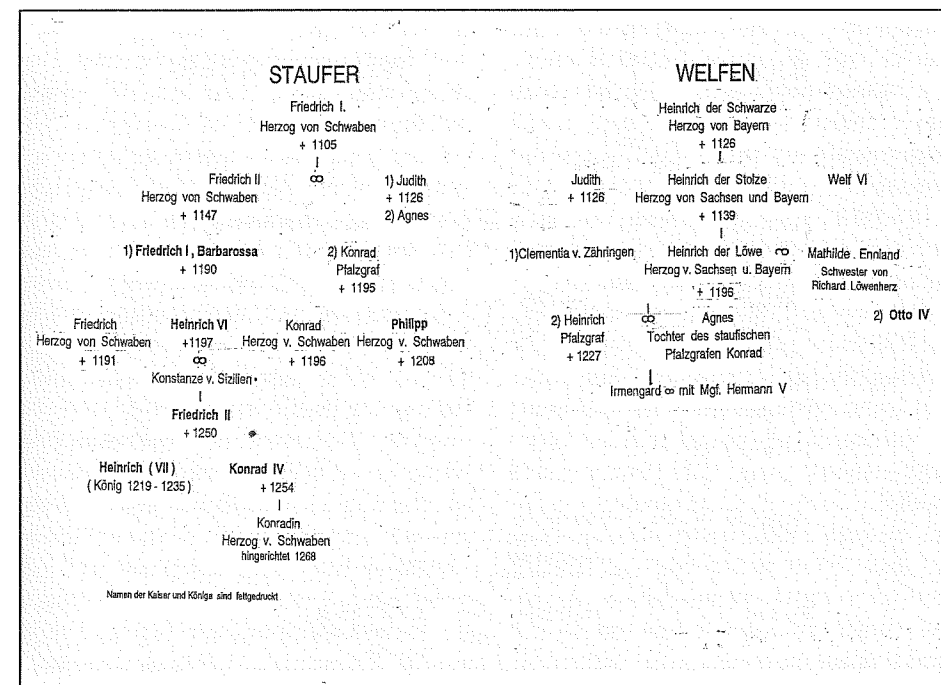 STAUFER
Friedrich I.
Herzog von Schwaben
+ 1105
∞
Friedrich II
Herzog von Schwaben
+ 1147
1) Judith
+ 1126
2) Agnes
1) Friedrich I, Barbarossa
+ 1190
2) Konrad
Pfalzgraf
+ 1195
Friedrich
Herzog von Schwaben
+ 1191
Heinrich VI
+1197
∞
Konstanze v. Sizilien
Konrad
Herzog v. Schwaben
+ 1196
Philipp
Herzog v. Schwaben
+ 1208
Friedrich II
+ 1250
Heinrich (VII)
(König 1219 - 1235)
Konrad IV
+ 1254
Konradin
Herzog v. Schwaben
hingerichtet 1268
Namen der Kaiser und Könige sind fettgedruckt
WELFEN
Heinrich der Schwarze
Herzog von Bayern
+ 1126
Judith
+ 1126
Heinrich der Stolze
Herzog von Sachsen und Bayern
+ 1139
Welf VI
1)Clementia v. Zähringen
Heinrich der Löwe ∞
Herzog v. Sachsen u. Bayern
+ 1196
Mathilde. Ennland
Schwester von
Richard Löwenherz
2) Heinrich
Pfalzgraf
+ 1227
∞
Agnes
Tochter des staufischen
Pfalzgrafen Konrad
2) Otto IV
Irmengard ∞ mit Mgf. Hermann V